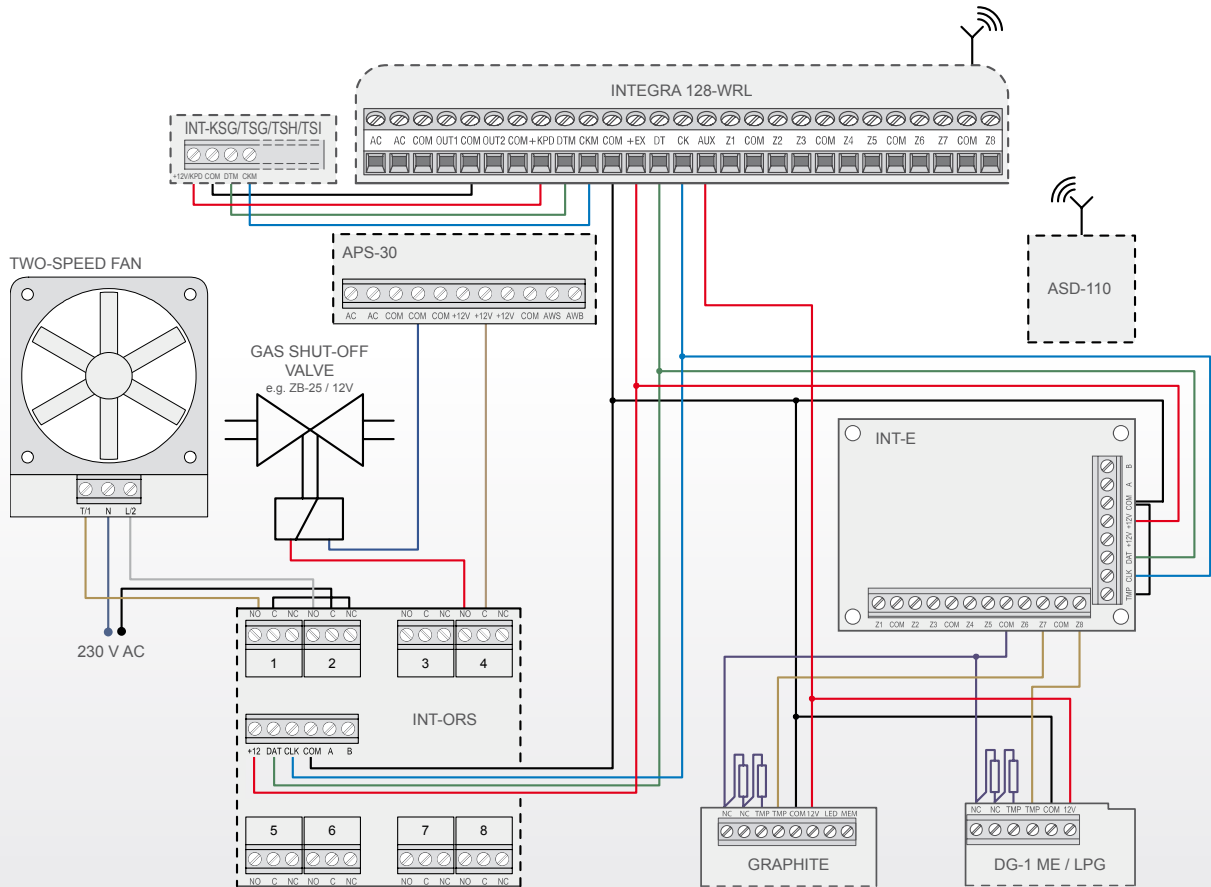 INTEGRA 128-WRL
AC AC COM OUT1 COM OUT2 COM +KPD DTM CKM COM +EX DT CK AUX Z1 COM Z2 Z3 COM Z4 Z5 COM Z6 Z7 COM Z8
INT-KSG/TSG/TSH/TSI
+12V/KPD COM DTM CKM
APS-30
AC AC COM COM COM +12V +12V +12V COM AWS AWB
ASD-110
TWO-SPEED FAN
T/1 N L/2
230 V AC
GAS SHUT-OFF
VALVE
e.g. ZB-25 / 12V
INT-E
B
A
COM
+12V
+12V
DAT
CLK
TMP
Z1 COM Z2 Z3 COM Z4 Z5 COM Z6 Z7 COM Z8
NO C NC NO C NC NO C NC NO C NC
1 2 3 4
INT-ORS
+12 DAT CLK COM A B
5 6 7 8
NO C NC NO C NC NO C NC NO C NC
NC NC TMP TMP COM 12V LED MEM
GRAPHITE
NC NC TMP TMP COM 12V
DG-1 ME / LPG